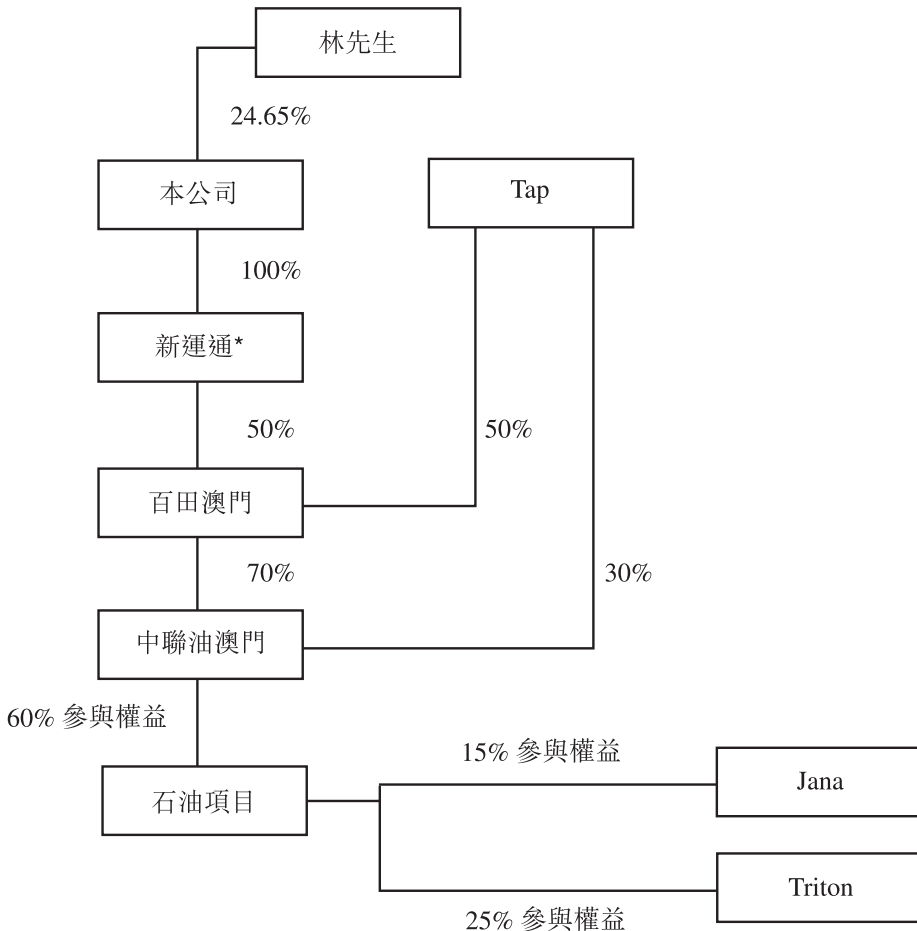 林先生
24.65%
本公司
Tap
100%
新運通*
50%
50%
百田澳門
70%
30%
中聯油澳門
60% 參與權益
15% 參與權益
石油項目
Jana
Triton
25% 參與權益